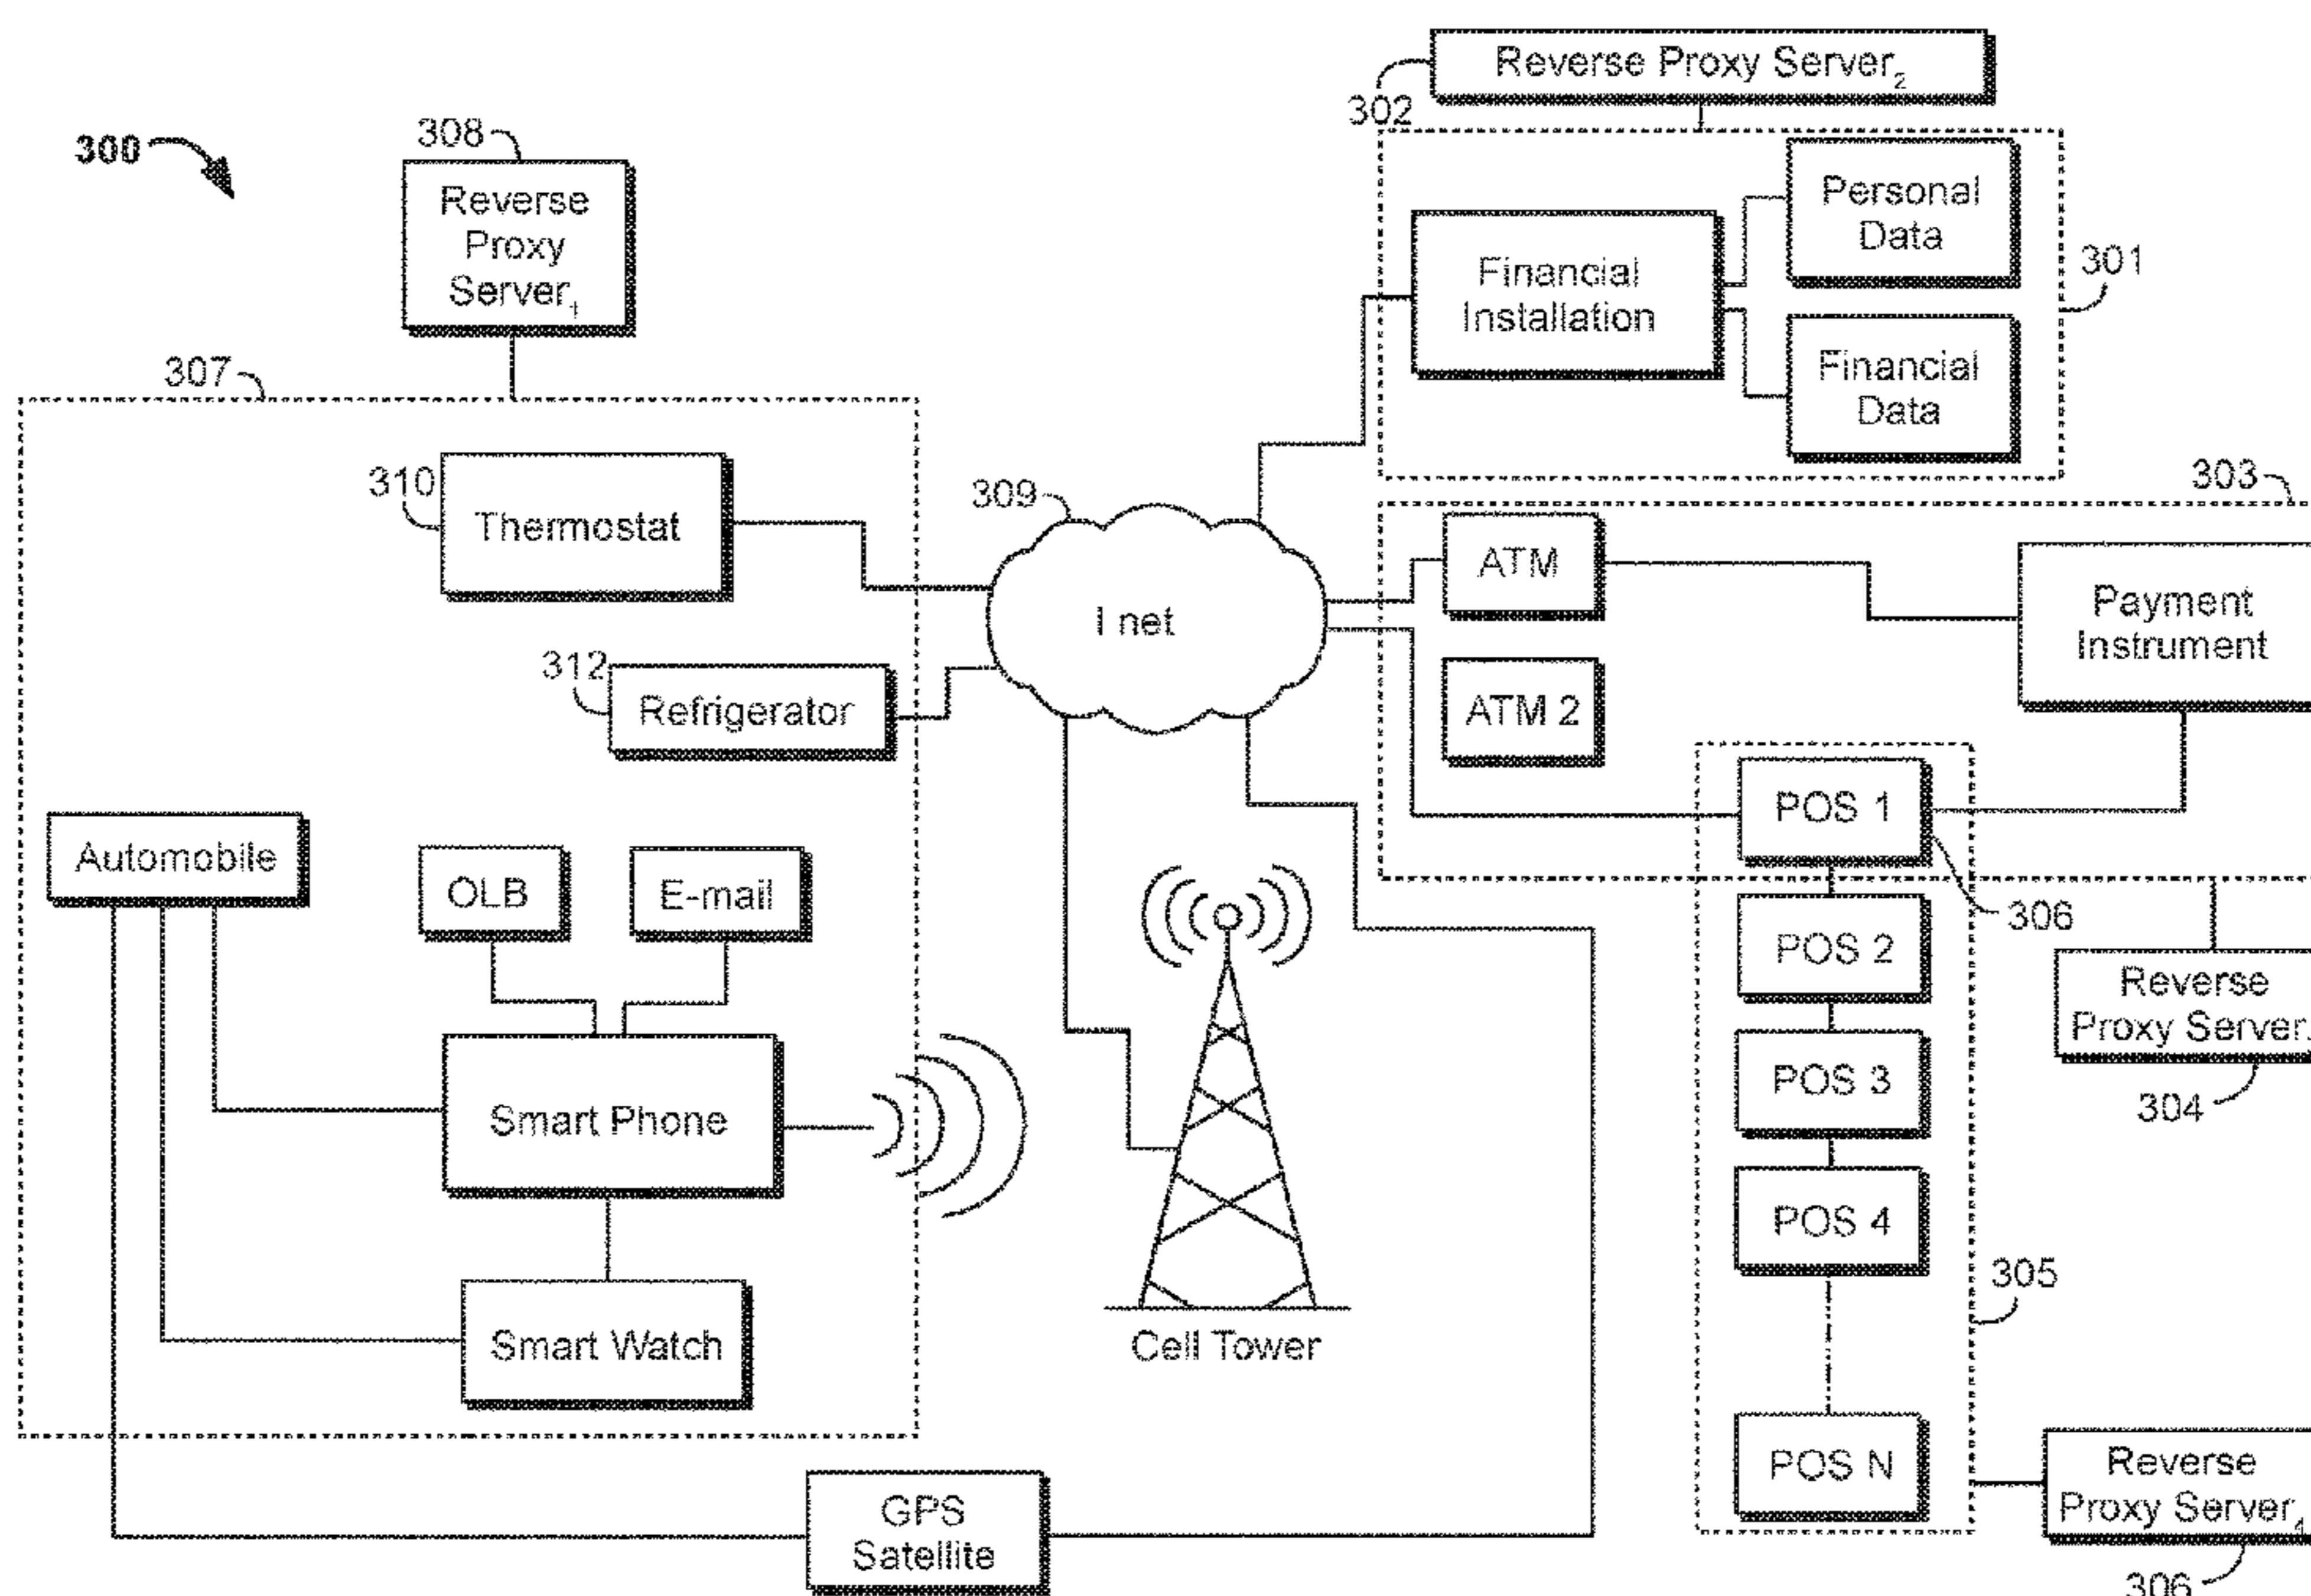 Reverse Proxy Server₂
302
308
300
Reverse
Proxy
Server₁
Personal
Data
Financial
Installation
301
Financial
Data
307
310
Thermostat
309
303
I net
ATM
Payment
Instrument
312
Refrigerator
ATM 2
POS 1
Automobile
OLB
E-mail
306
POS 2
Reverse
Proxy Server
304
POS 3
Smart Phone
POS 4
305
Smart Watch
Cell Tower
POS N
Reverse
Proxy Server₄
306
GPS
Satellite